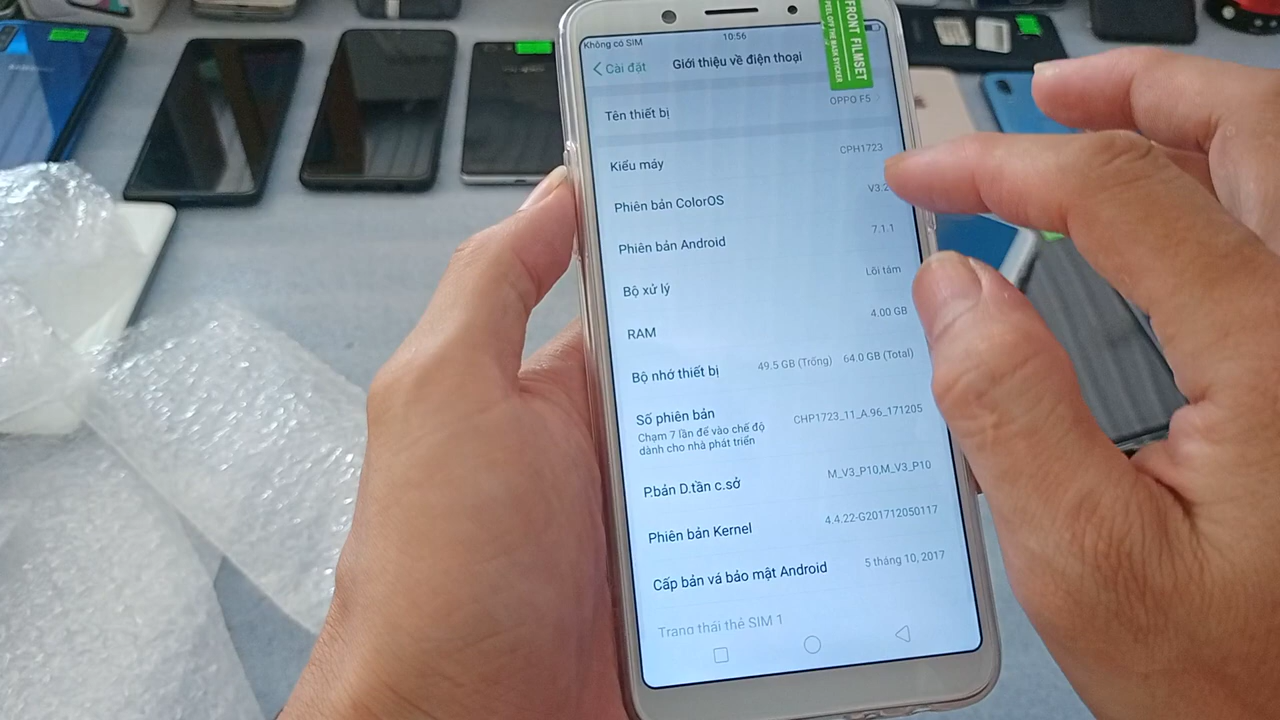 Không có SIM
10:56
Cài đặt
Giới thiệu về điện thoại
FRONT FILMSET
PEEL OFF THE MASK STICKER
Tên thiết bị
OPPO F5
Kiểu máy
CPH1723
Phiên bản ColorOS
V3.2
Phiên bản Android
7.1.1
Bộ xử lý
Lõi tám
RAM
4.00 GB
Bộ nhớ thiết bị
49.5 GB (Trống) 64.0 GB (Total)
Số phiên bản
CHP1723_11_A.96_171205
Chạm 7 lần để vào chế độ
dành cho nhà phát triển
P.bản D.tần c.sở
M_V3_P10,M_V3_P10
Phiên bản Kernel
4.4.22-G201712050117
Cấp bản vá bảo mật Android
5 tháng 10, 2017
Trạng thái thẻ SIM 1